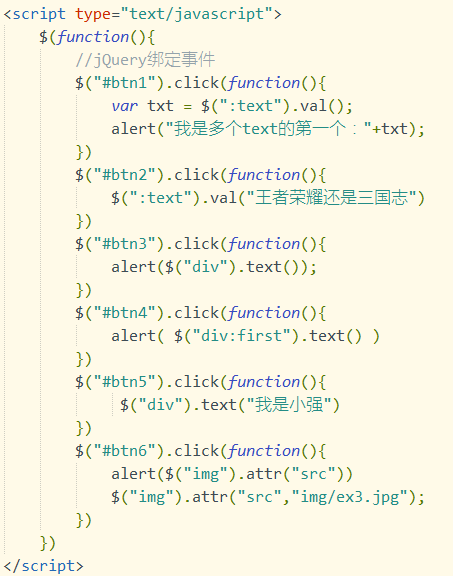 <script type="text/javascript">
$(function(){
//jQuery绑定事件
$("#btn1").click(function(){
var txt = $(":text").val();
alert("我是多个text的第一个："+txt);
})
$("#btn2").click(function(){
$(":text").val("王者荣耀还是三国志")
})
$("#btn3").click(function(){
alert($("div").text());
})
$("#btn4").click(function(){
alert( $("div:first").text() )
})
$("#btn5").click(function(){
$("div").text("我是小强")
})
$("#btn6").click(function(){
alert($("img").attr("src"))
$("img").attr("src","img/ex3.jpg");
})
})
</script>